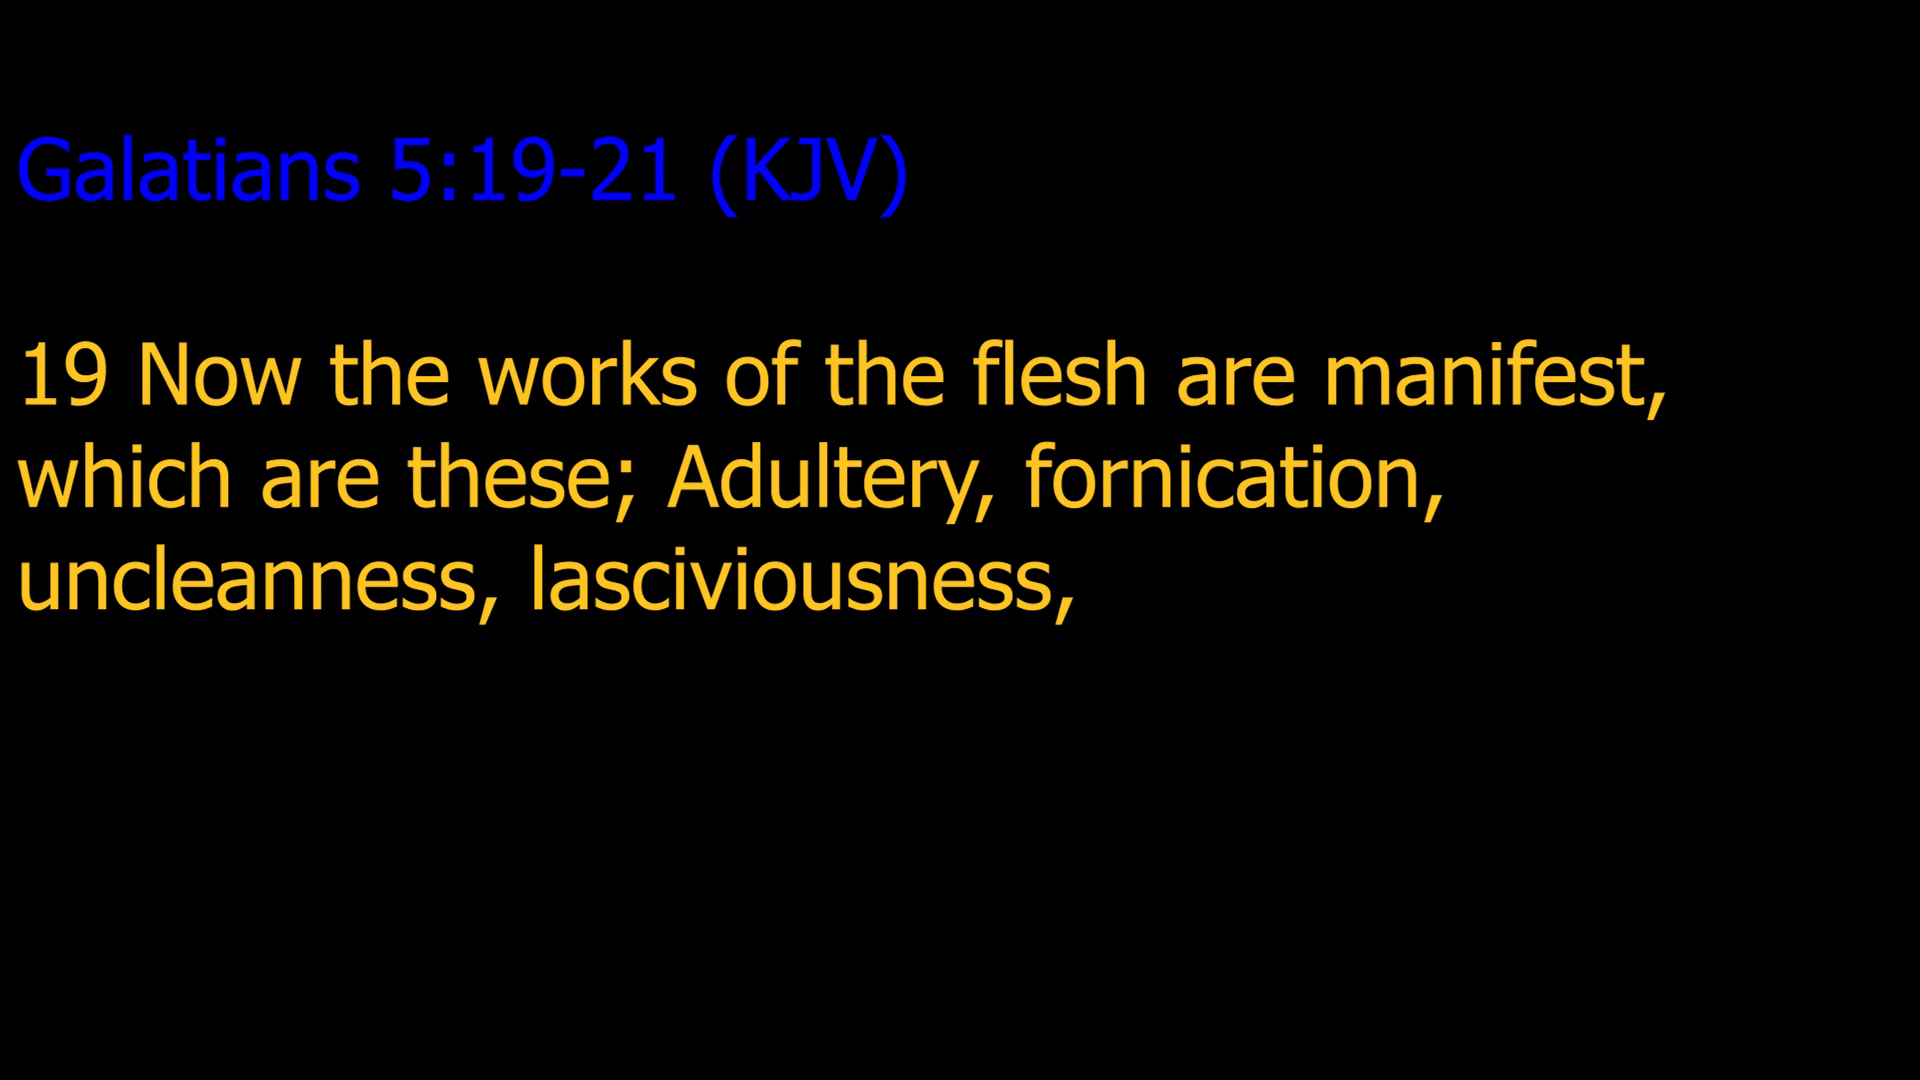 Galatians 5:19-21 (KJV)
19 Now the works of the flesh are manifest,
which are these; Adultery, fornication,
uncleanness, lasciviousness,